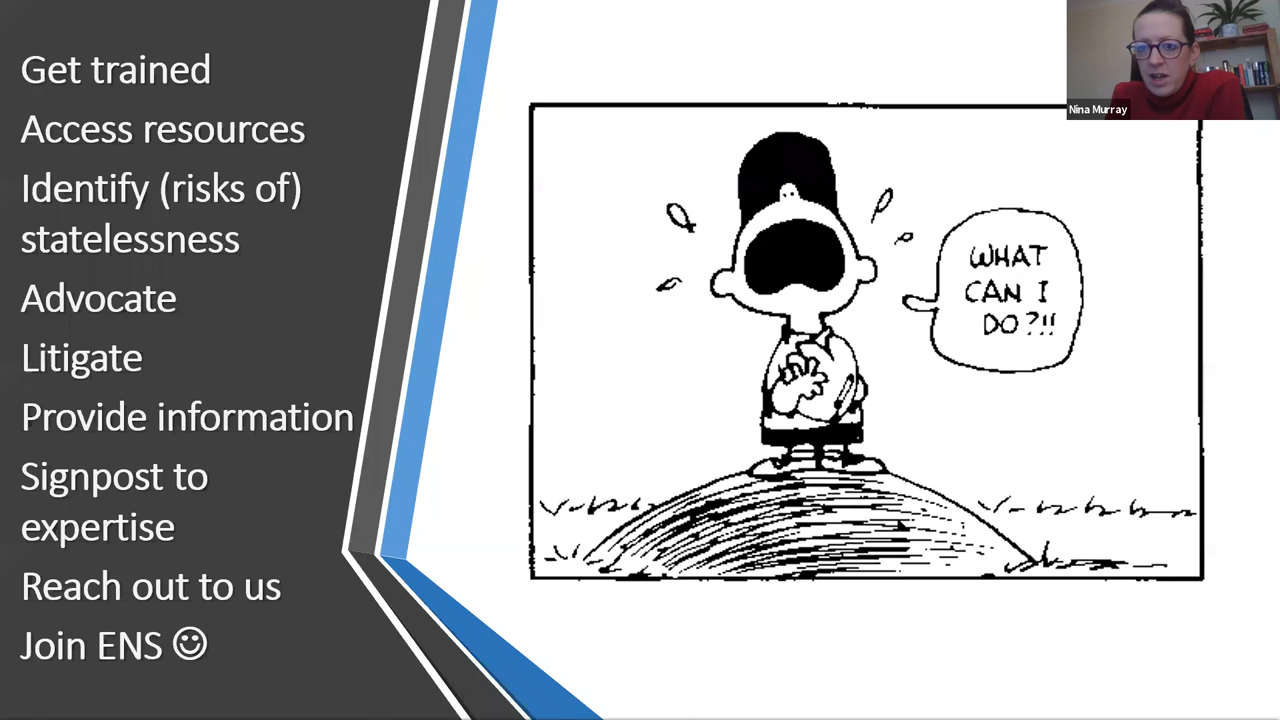 Get trained
Access resources
Identify (risks of)
statelessness
Advocate
Litigate
Provide information
Signpost to
expertise
Reach out to us
Join ENS ☺
WHAT
CAN I
DO?!!
Nina Murray